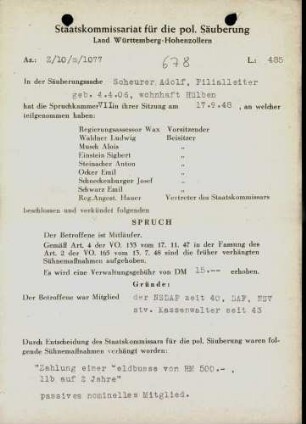 Staatskommissariat für die pol. Säuberung
Land Württemberg-Hohenzollern
Az.: 2/10/S/1077 678 L.: 485
In der Säuberungssache Scheurer, Adolf, Filialleiter
geb. 4.4.06, wohnhaft Hülben
hat die Spruchkammer VII in ihrer Sitzung am 17.9.48, an welcher
teilgenommen haben:
Regierungsassessor Wax Vorsitzender
Waldner Ludwig Beisitzer
Musek Alois "
Einstein Sigbert "
Steinacher Anton "
Ocker Emil "
Schneckenburger Josef "
Schwarz Emil "
Reg.Angest. Hauer Vertreter des Staatskommissars
beschlossen und verkündet folgenden
SPRUCH
Der Betroffene ist Mitläufer.
Gemäß Art. 4 der VO. 153 vom 17. 11. 47 in der Fassung des
Art. 2 der VO. 165 vom 13. 7. 48 sind die früher verhängten
Sühnemaßnahmen aufgehoben.
Es wird eine Verwaltungsgebühr von DM 15.-- erhoben.
Gründe:
Der Betroffene war Mitglied der NSDAP seit 40, DAF, NSV
stv. Kassenwalter seit 43
Durch Entscheidung des Staatskommissars für die pol. Säuberung waren fol-
gende Sühnemaßnahmen verhängt worden:
"Zahlung einer Geldbusse von RM 500.-,
llb auf 2 Jahre"
passives nominelles Mitglied.